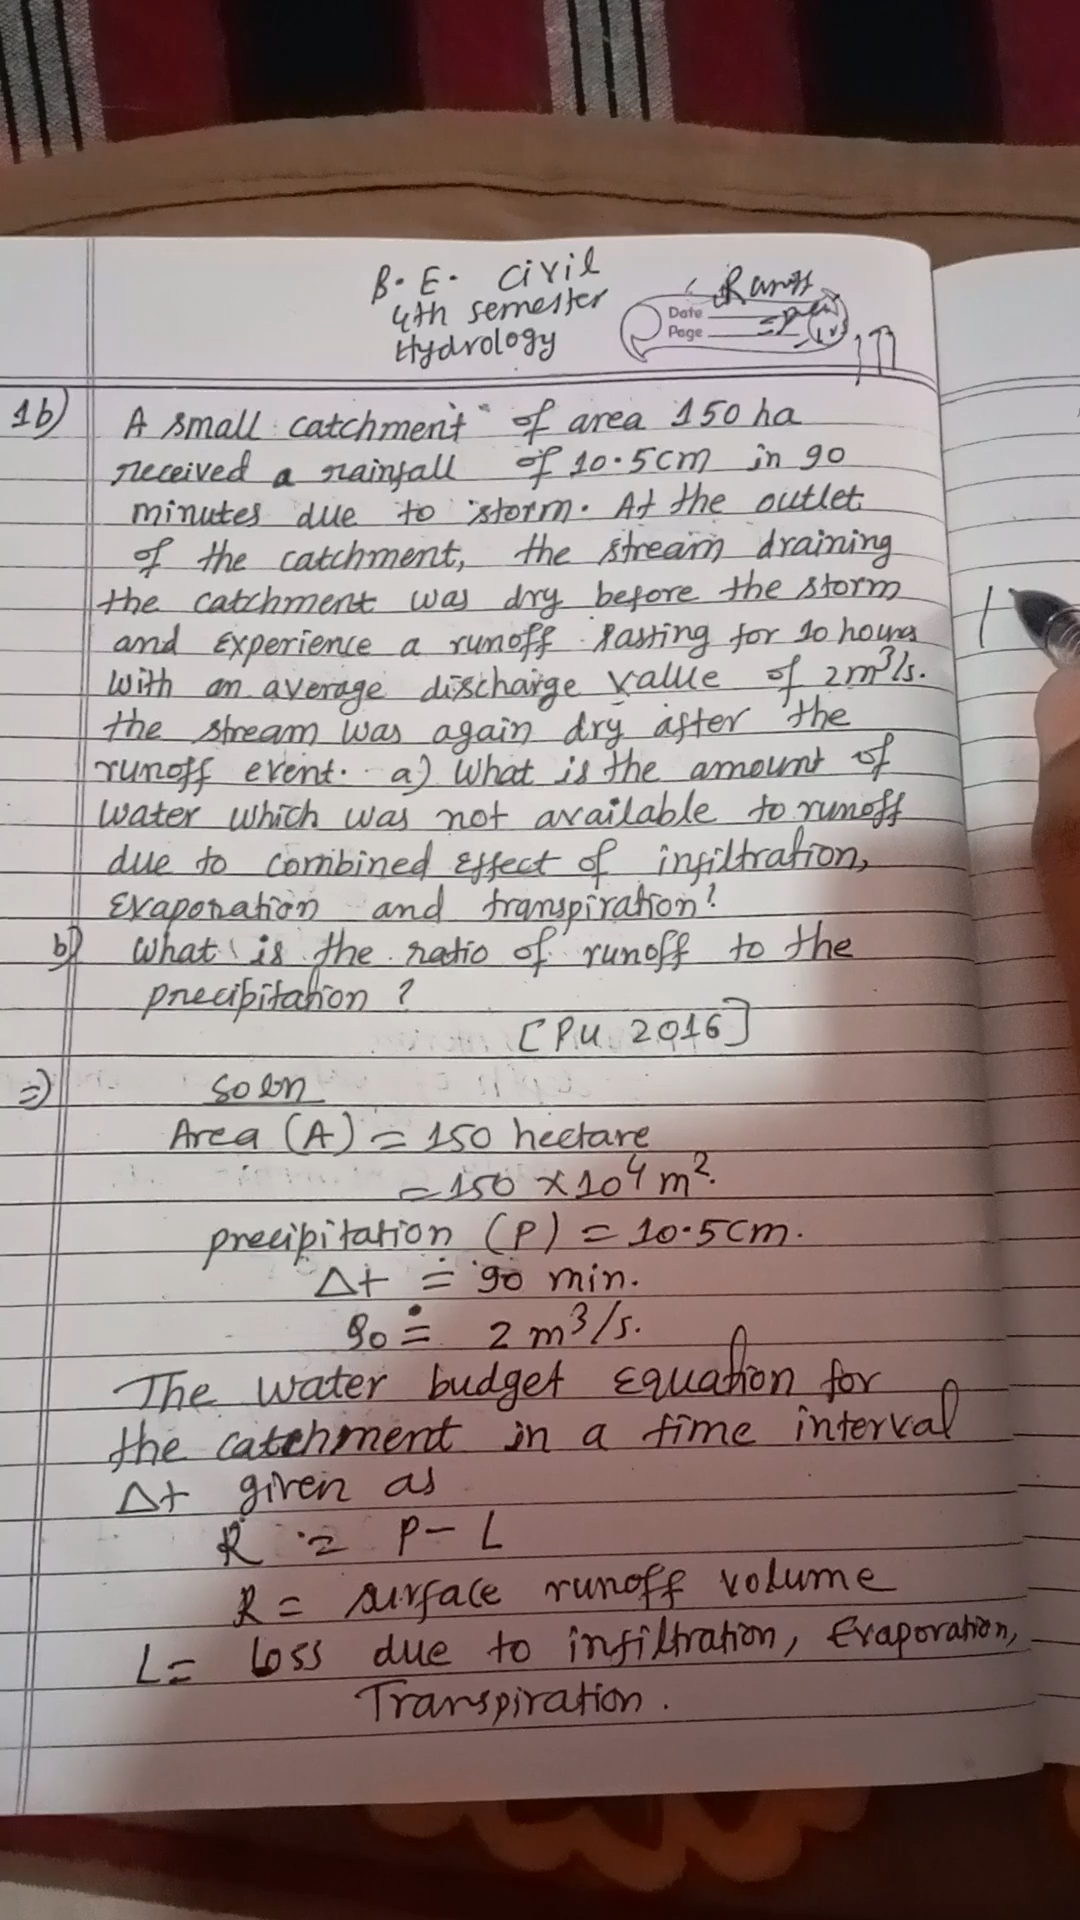 B.E. Civil
4th semester
Hydrology
Runoff
Date
Page
1b) A small catchment of area 150 ha
received a rainfall of 10.5cm in 90
minutes due to storm. At the outlet
of the catchment, the stream draining
the catchment was dry before the storm
and Experience a runoff lasting for 10 hours
with an average discharge value of 2m³/s.
the stream was again dry after the
runoff event. a) What is the amount of
water which was not available to runoff
due to combined Effect of infiltration,
Evaporation and transpiration?
b) What is the ratio of runoff to the
precipitation?
[PU 2016]
=> Soln
Area (A) = 150 hectare
= 150 × 10⁴ m².
precipitation (P) = 10.5cm.
Δt = 90 min.
= 2 m³/s.
The water budget Equation for
the catchment in a time interval
Δt given as
R = P - L
R = surface runoff volume
L = Loss due to infiltration, Evaporation,
Transpiration.